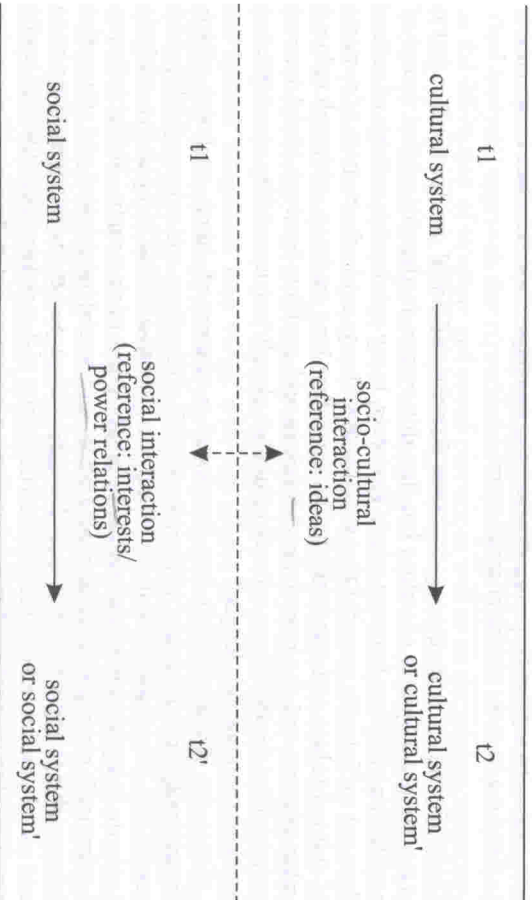 t1
t2
cultural system
cultural system
or cultural system'
socio-cultural
interaction
(reference: ideas)
t1
t2'
social interaction
(reference: interests/
power relations)
social system
social system
or social system'